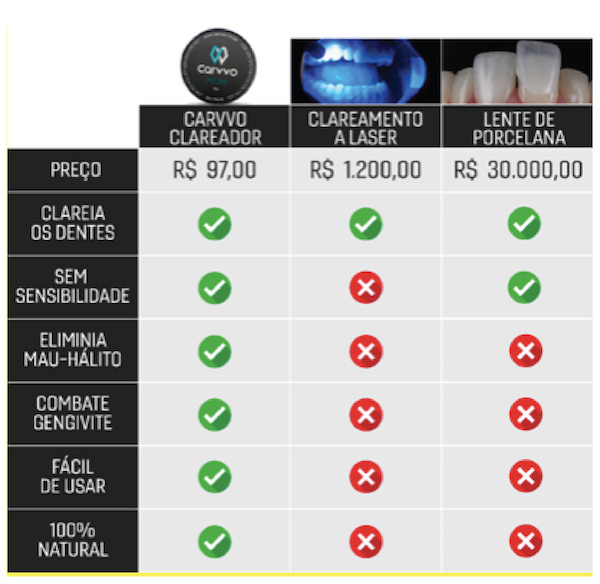 carvvo
CARVVO
CLAREADOR
CLAREAMENTO
A LASER
LENTE DE
PORCELANA
PREÇO
R$ 97,00
R$ 1.200,00
R$ 30.000,00
CLAREIA
OS DENTES
SEM
SENSIBILIDADE
ELIMINIA
MAU-HÁLITO
COMBATE
GENGIVITE
FÁCIL
DE USAR
100%
NATURAL